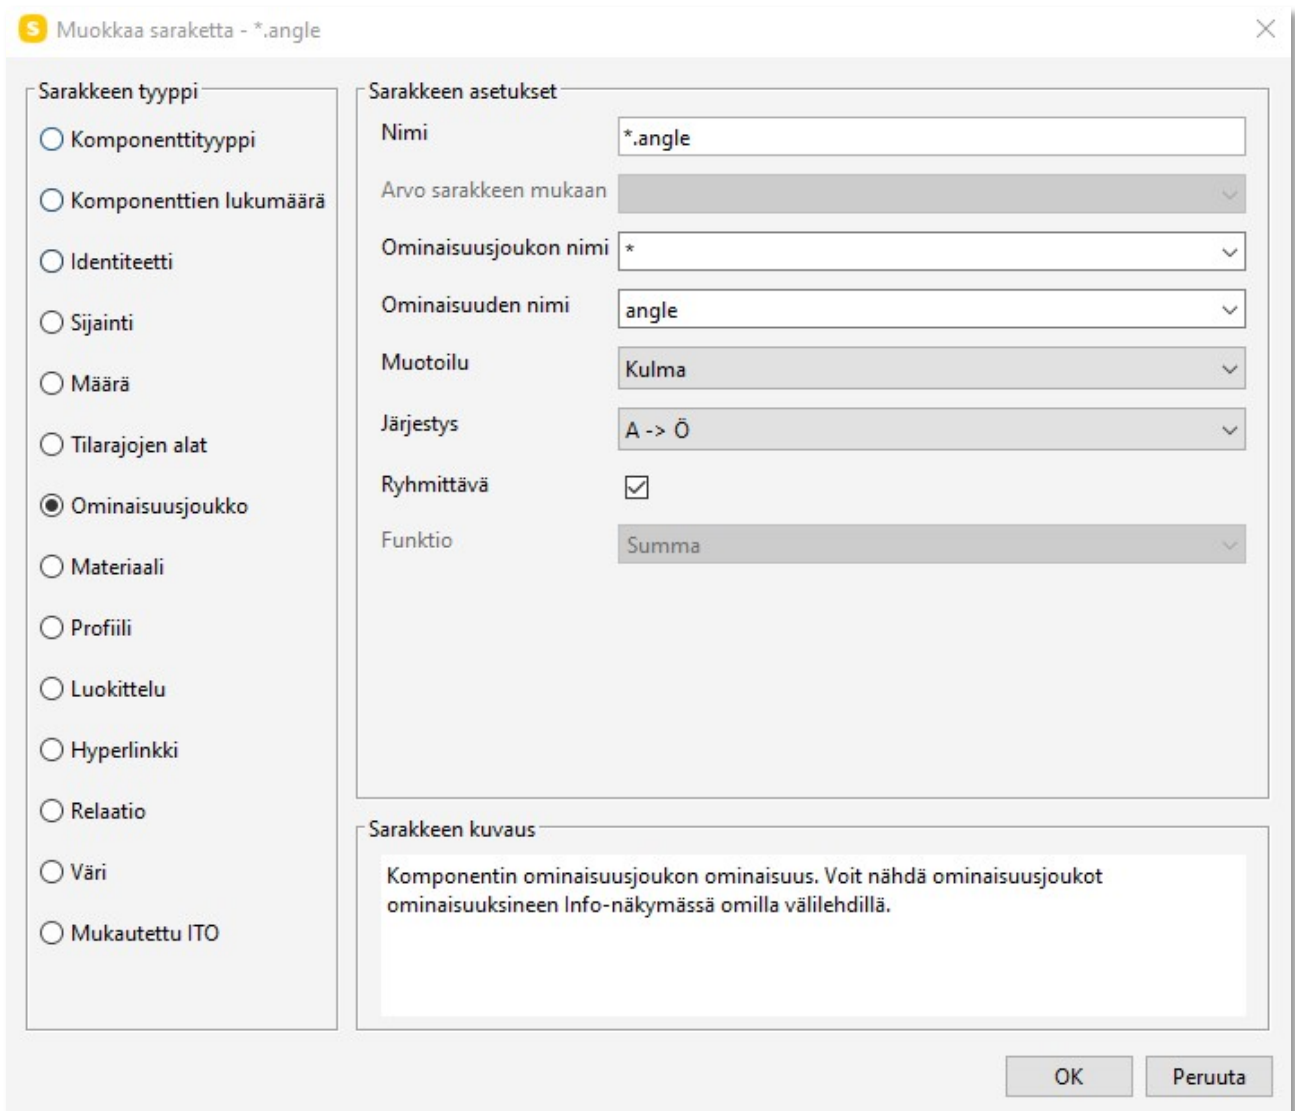 S Muokkaa saraketta - *.angle
Sarakkeen tyyppi
Komponenttityyppi
Komponenttien lukumäärä
Identiteetti
Sijainti
Määrä
Tilarajojen alat
Ominaisuusjoukko
Materiaali
Profiili
Luokittelu
Hyperlinkki
Relaatio
Väri
Mukautettu ITO
Sarakkeen asetukset
Nimi *.angle
Arvo sarakkeen mukaan
Ominaisuusjoukon nimi *
Ominaisuuden nimi angle
Muotoilu Kulma
Järjestys A -> Ö
Ryhmittävä
Funktio Summa
Sarakkeen kuvaus
Komponentin ominaisuusjoukon ominaisuus. Voit nähdä ominaisuusjoukot
ominaisuuksineen Info-näkymässä omilla välilehdillä.
OK Peruuta